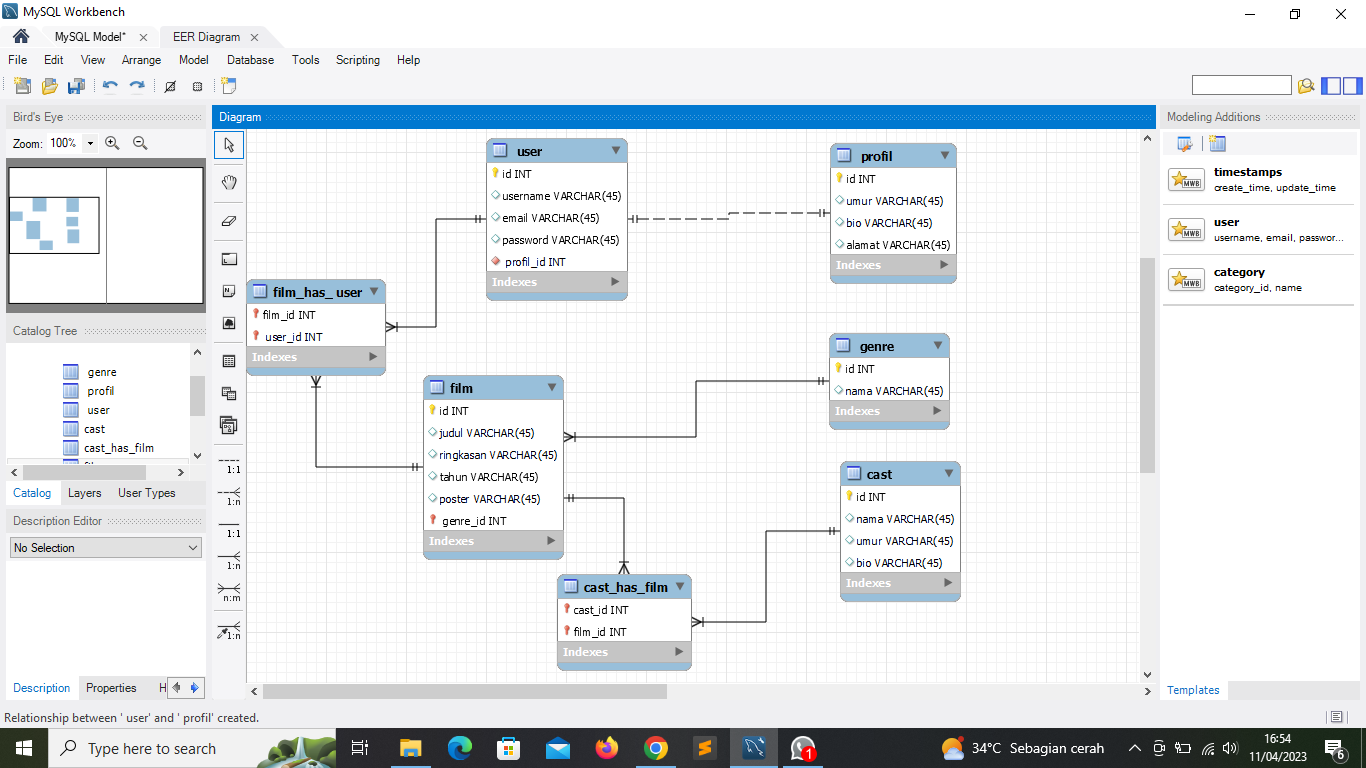 MySQL Workbench
MySQL Model*
EER Diagram
File Edit View Arrange Model Database Tools Scripting Help
Bird's Eye
Zoom: 100%
Catalog Tree
genre
profil
user
cast
cast_has_film
Catalog Layers User Types
Description Editor
No Selection
Description Properties H
Diagram
1:1
1:n
1:1
1:n
n:m
1:n
user
id INT
username VARCHAR(45)
email VARCHAR(45)
password VARCHAR(45)
profil_id INT
Indexes
profil
id INT
umur VARCHAR(45)
bio VARCHAR(45)
alamat VARCHAR(45)
Indexes
film_has_ user
film_id INT
user_id INT
Indexes
film
id INT
judul VARCHAR(45)
ringkasan VARCHAR(45)
tahun VARCHAR(45)
poster VARCHAR(45)
genre_id INT
Indexes
genre
id INT
nama VARCHAR(45)
Indexes
cast
id INT
nama VARCHAR(45)
umur VARCHAR(45)
bio VARCHAR(45)
Indexes
cast_has_film
cast_id INT
film_id INT
Indexes
Modeling Additions
MWB
timestamps
create_time, update_time
MWB
user
username, email, passwor...
MWB
category
category_id, name
Templates
Relationship between ' user' and ' profil' created.
Type here to search
1
34°C Sebagian cerah
16:54
11/04/2023
6